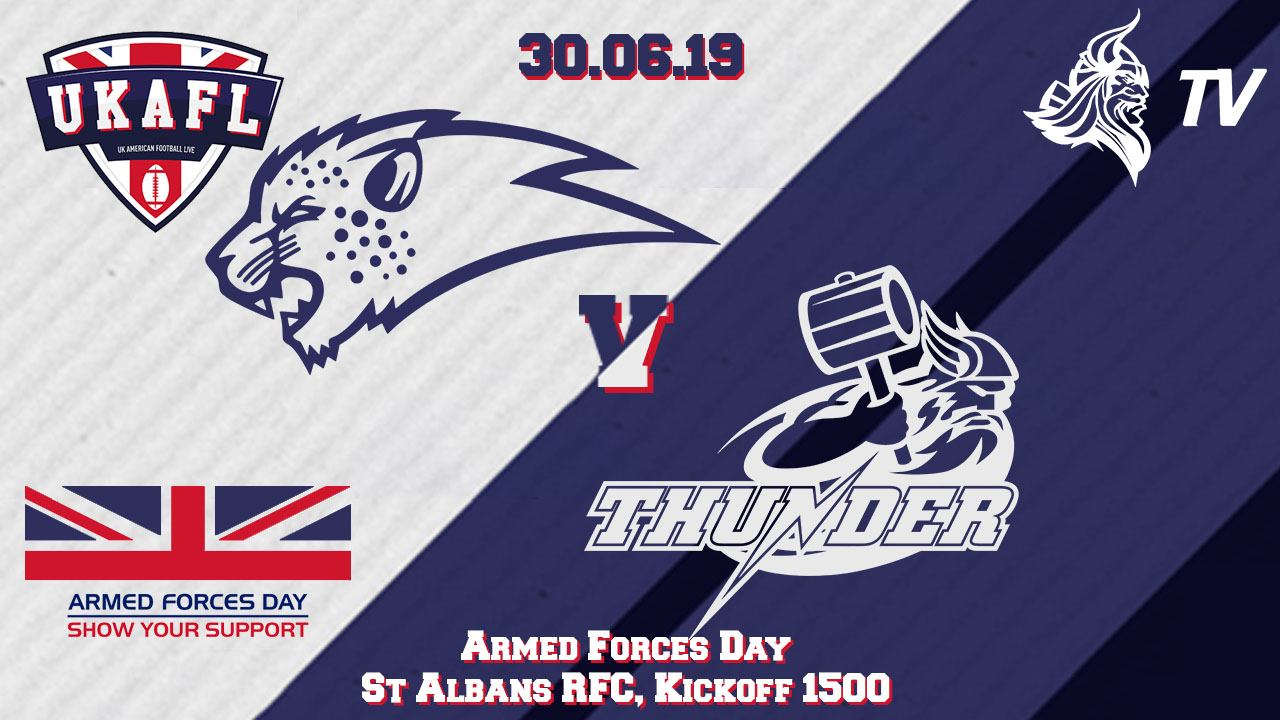 30.06.19
UKAFL
UK AMERICAN FOOTBALL LIVE
TV
V
THUNDER
ARMED FORCES DAY
SHOW YOUR SUPPORT
Armed Forces Day
St Albans RFC, Kickoff 1500